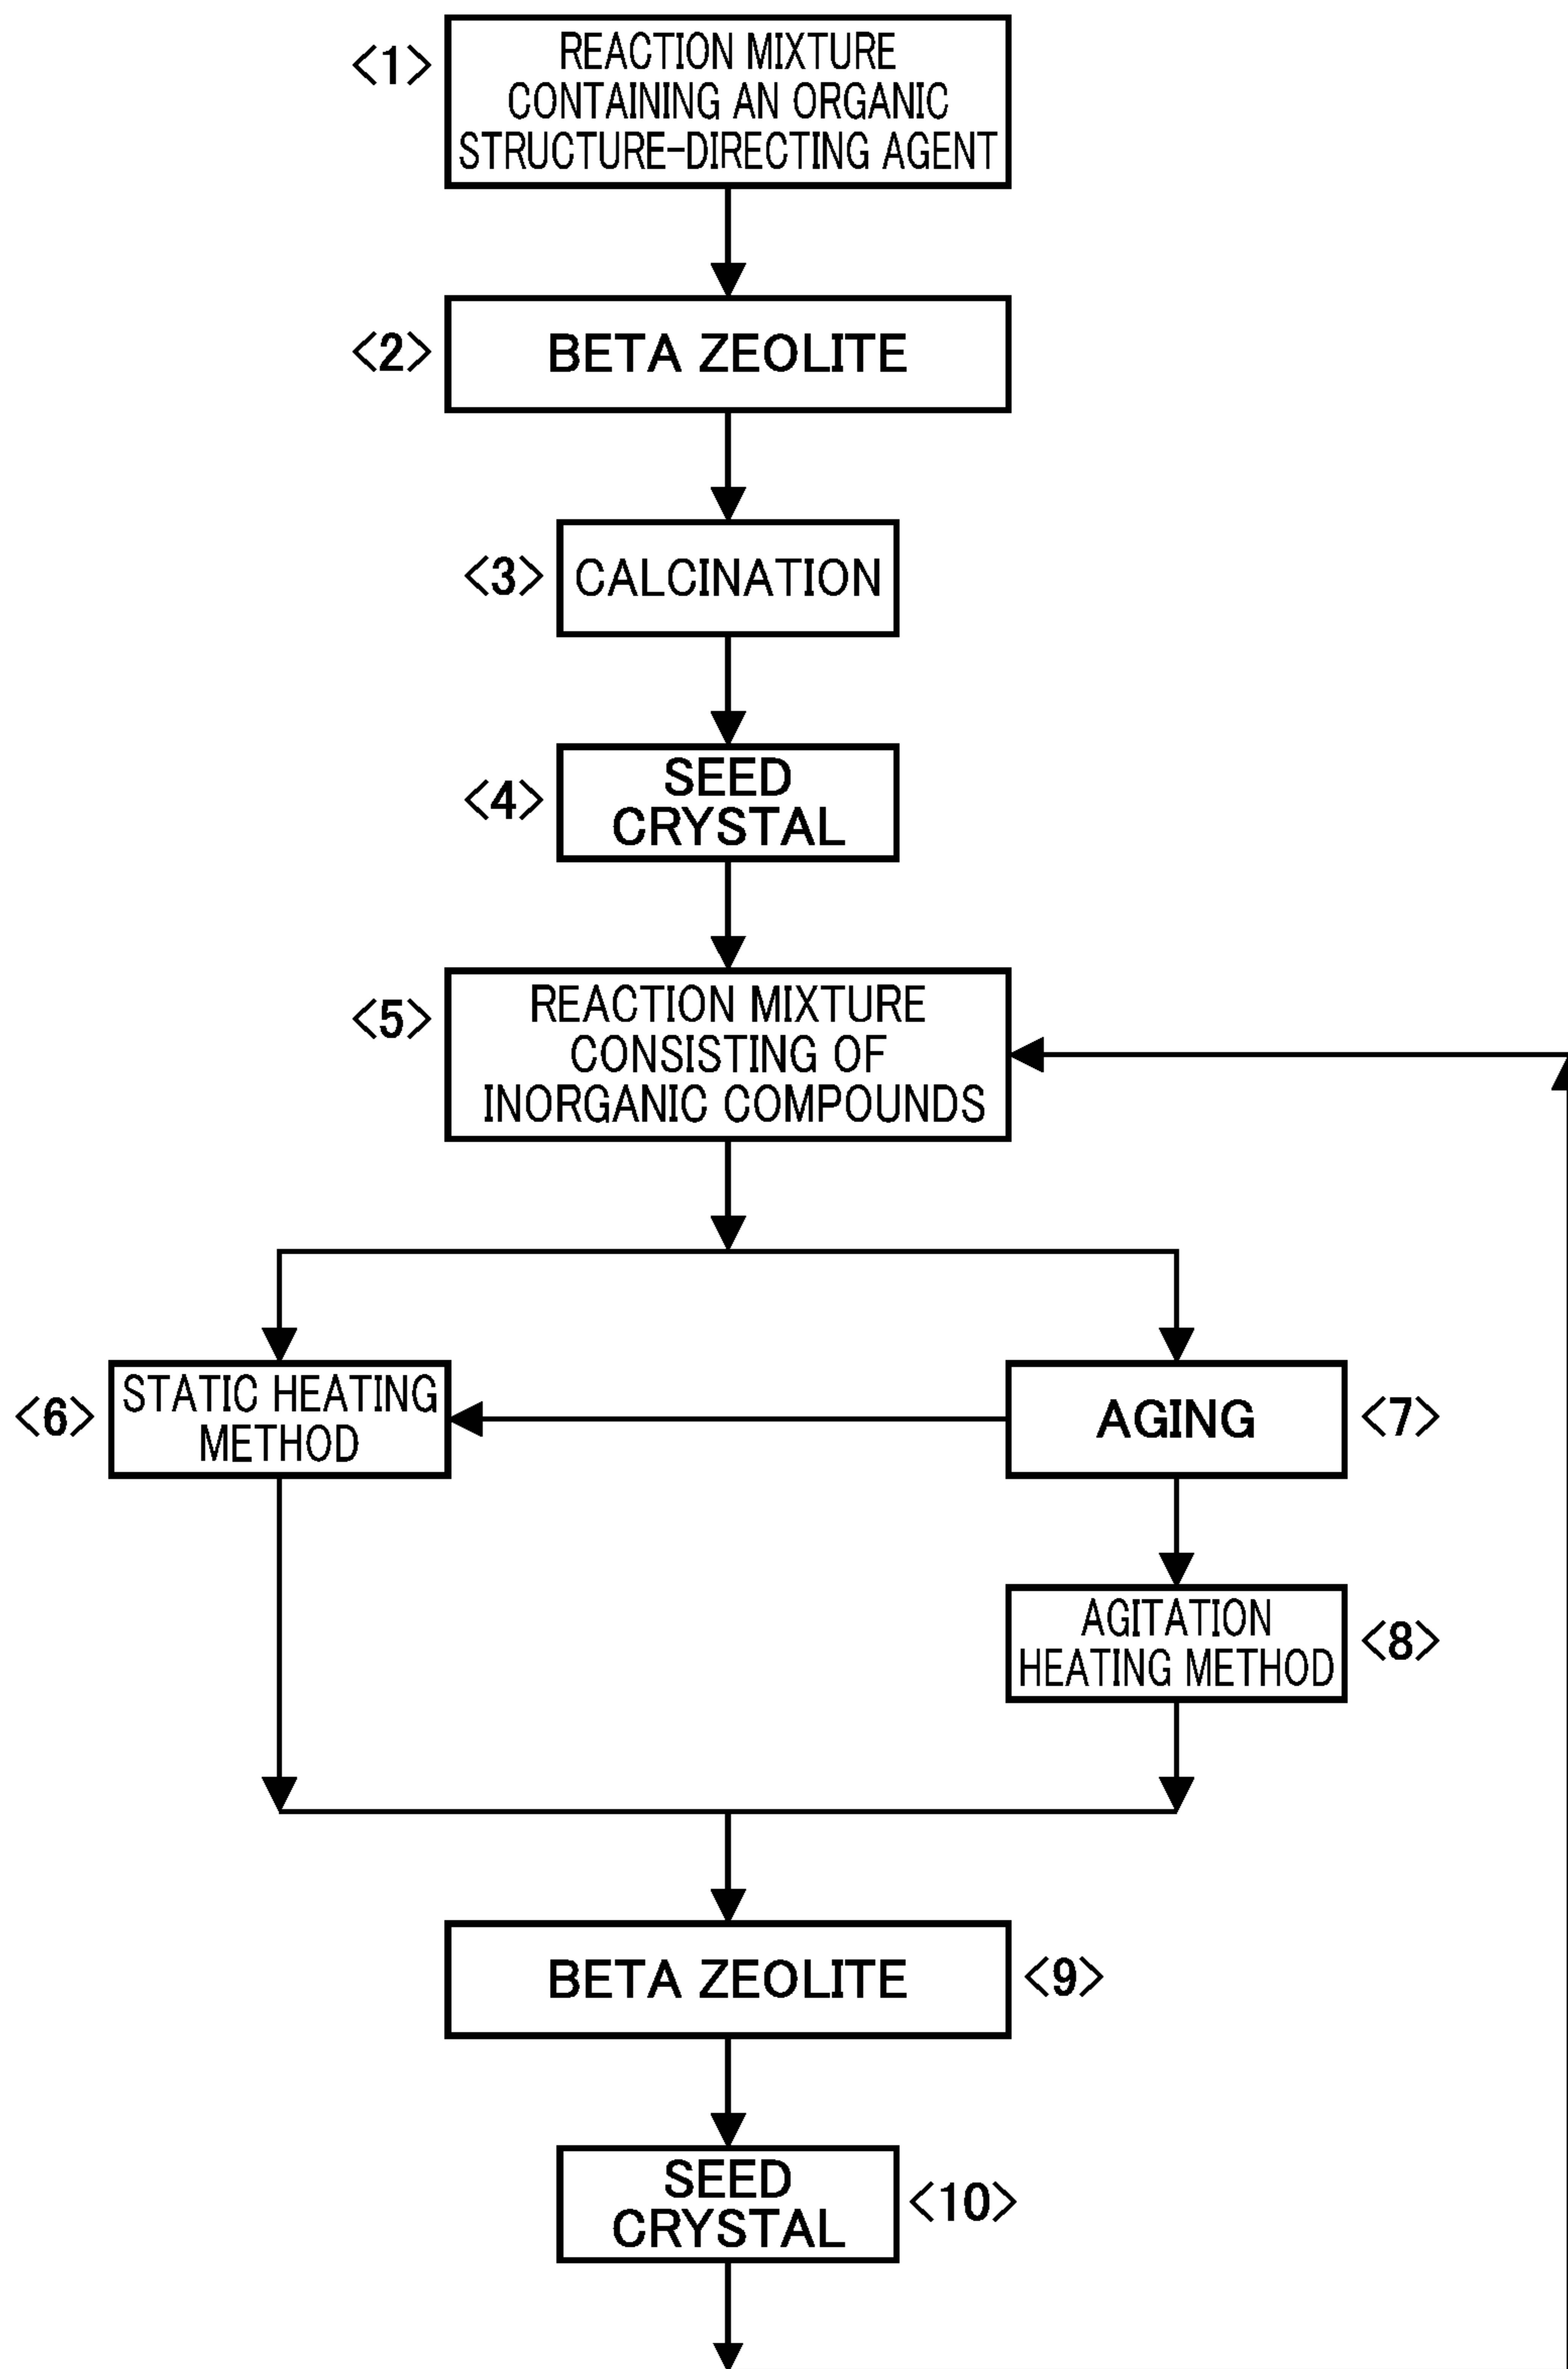 <1>
REACTION MIXTURE
CONTAINING AN ORGANIC
STRUCTURE-DIRECTING AGENT
<2>
BETA ZEOLITE
<3>
CALCINATION
<4>
SEED
CRYSTAL
<5>
REACTION MIXTURE
CONSISTING OF
INORGANIC COMPOUNDS
<6>
STATIC HEATING
METHOD
AGING
<7>
AGITATION
HEATING METHOD
<8>
BETA ZEOLITE
<9>
SEED
CRYSTAL
<10>